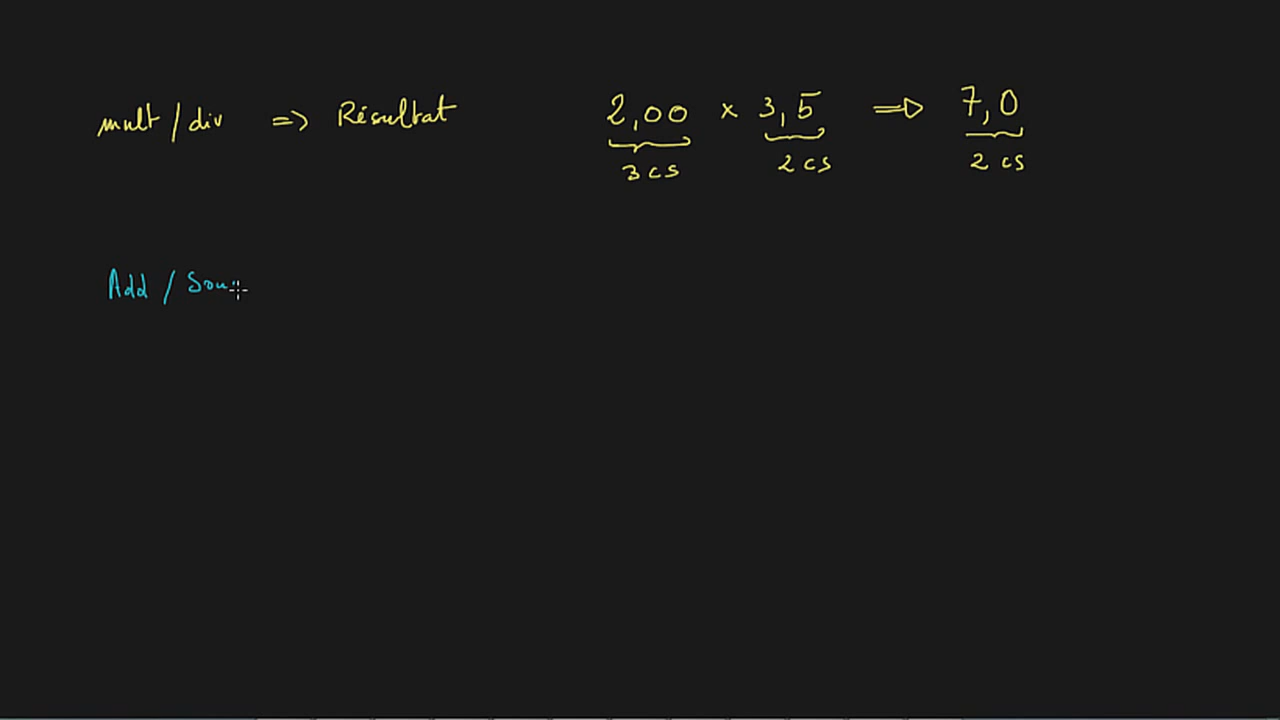 mult / div => Résultat 2,00 x 3,5 => 7,0
3 cs 2 cs 2 cs
Add / Sou